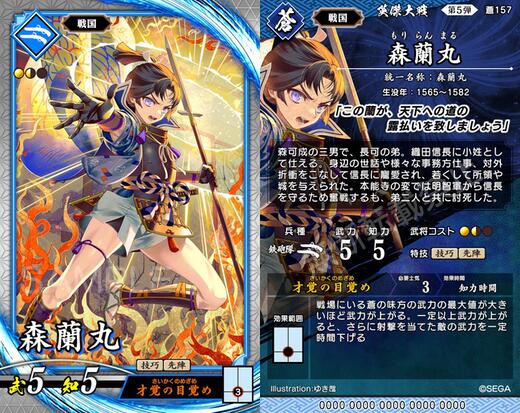 戦国
森蘭丸
技巧 先陣
武5 知5
さいかくのめざめ
才覚の目覚め
3
蒼
戦国
英傑大戦
第5弾
蒼157
もり らん まる
森蘭丸
統一名称:森蘭丸
生没年:1565~1582
「この蘭が、天下への道の
露払いを致しましょう」
森可成の三男で、長可の弟。織田信長に小姓と
して仕える。身辺の世話や様々な事務方仕事、対外
折衝をこなして信長に寵愛され、若くして所領や
城を与えられた。本能寺の変では明智軍から信長
を守るため奮戦するも、弟二人と共に討死した。
兵種 武力 知力 武将コスト
鉄砲隊 5 5 特技 技巧 先陣
さいかくのめざめ
才覚の目覚め
必要士気
3
効果時間
知力時間
効果範囲
戦場にいる蒼の味方の武力の最大値が大き
いほど武力が上がる。一定以上武力が上が
ると、さらに射撃を当てた敵の武力を一定
時間下げる
Illustration:ゆき哉
©SEGA
0000 0000 0000 0000 0000